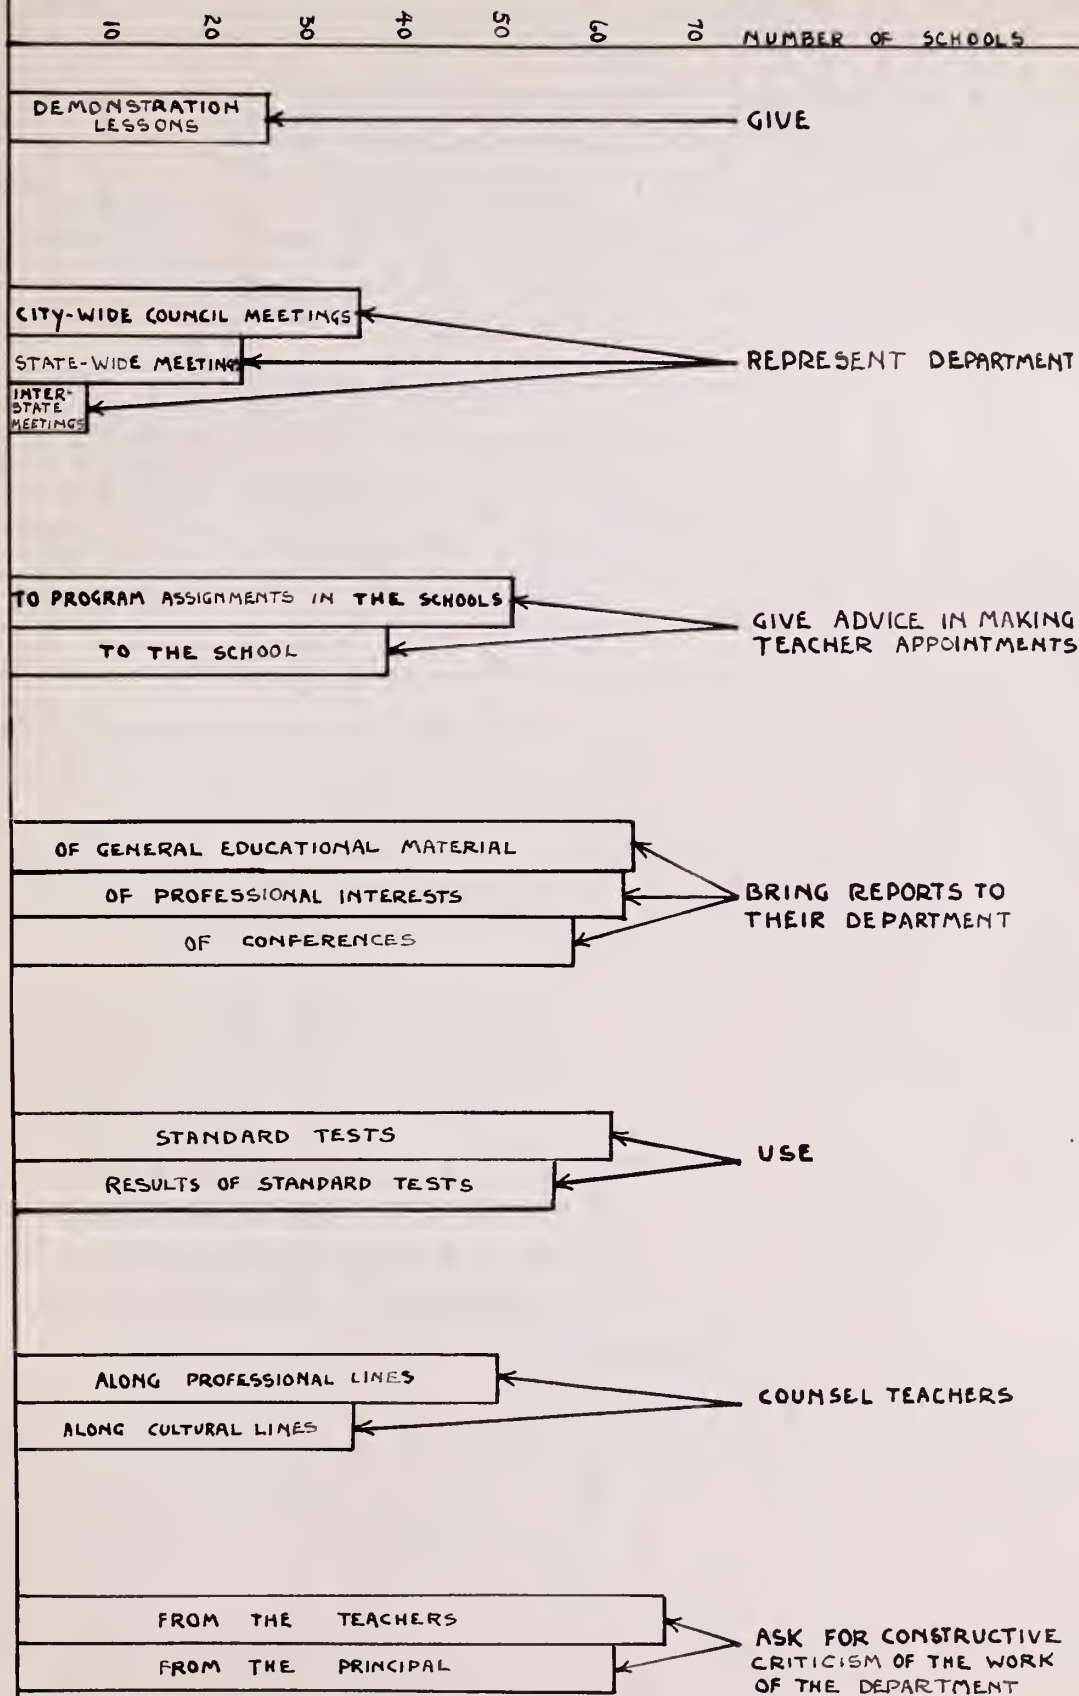 10 20 30 40 50 60 70 NUMBER OF SCHOOLS
DEMONSTRATION
LESSONS
GIVE
CITY-WIDE COUNCIL MEETINGS
STATE-WIDE MEETINGS
INTER-
STATE
MEETINGS
REPRESENT DEPARTMENT
TO PROGRAM ASSIGNMENTS IN THE SCHOOLS
TO THE SCHOOL
GIVE ADVICE IN MAKING
TEACHER APPOINTMENTS
OF GENERAL EDUCATIONAL MATERIAL
OF PROFESSIONAL INTERESTS
OF CONFERENCES
BRING REPORTS TO
THEIR DEPARTMENT
STANDARD TESTS
RESULTS OF STANDARD TESTS
USE
ALONG PROFESSIONAL LINES
ALONG CULTURAL LINES
COUNSEL TEACHERS
FROM THE TEACHERS
FROM THE PRINCIPAL
ASK FOR CONSTRUCTIVE
CRITICISM OF THE WORK
OF THE DEPARTMENT